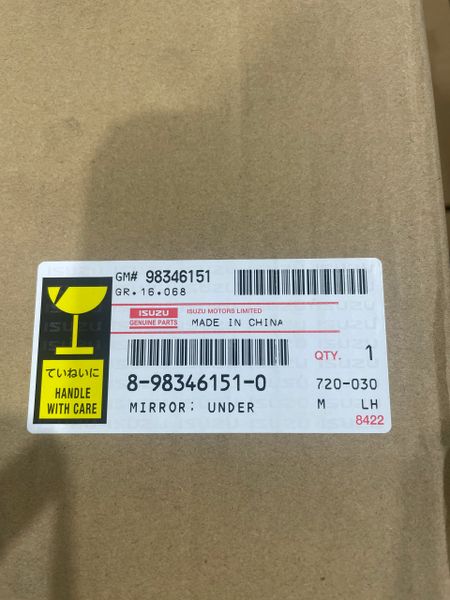 GM# 98346151
GR.16.068
ISUZU
GENUINE PARTS
ISUZU MOTORS LIMITED
MADE IN CHINA
8-98346151-0
QTY. 1
720-030
MIRROR; UNDER
M LH
8422
ていねいに
HANDLE
WITH CARE